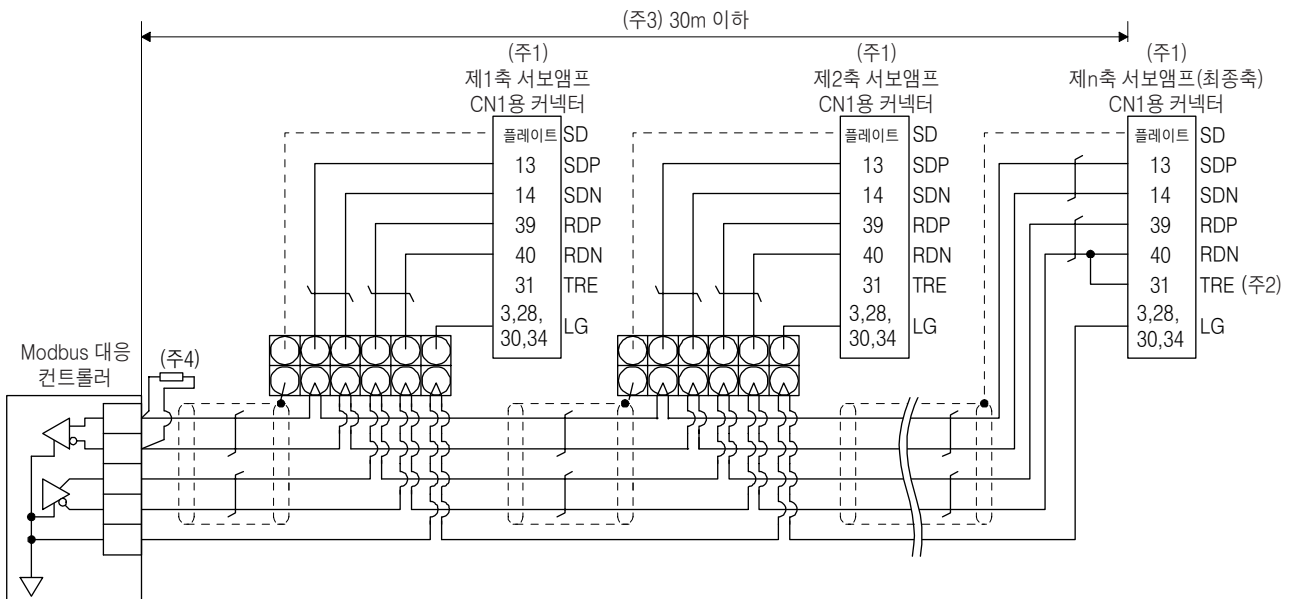 (주3) 30m 이하
(주1)
제1축 서보앰프
CN1용 커넥터
플레이트 SD
13 SDP
14 SDN
39 RDP
40 RDN
31 TRE
3,28,
30,34 LG
(주1)
제2축 서보앰프
CN1용 커넥터
플레이트 SD
13 SDP
14 SDN
39 RDP
40 RDN
31 TRE
3,28,
30,34 LG
(주1)
제n축 서보앰프(최종축)
CN1용 커넥터
플레이트 SD
13 SDP
14 SDN
39 RDP
40 RDN
31 TRE (주2)
3,28,
30,34 LG
Modbus 대응
컨트롤러
(주4)